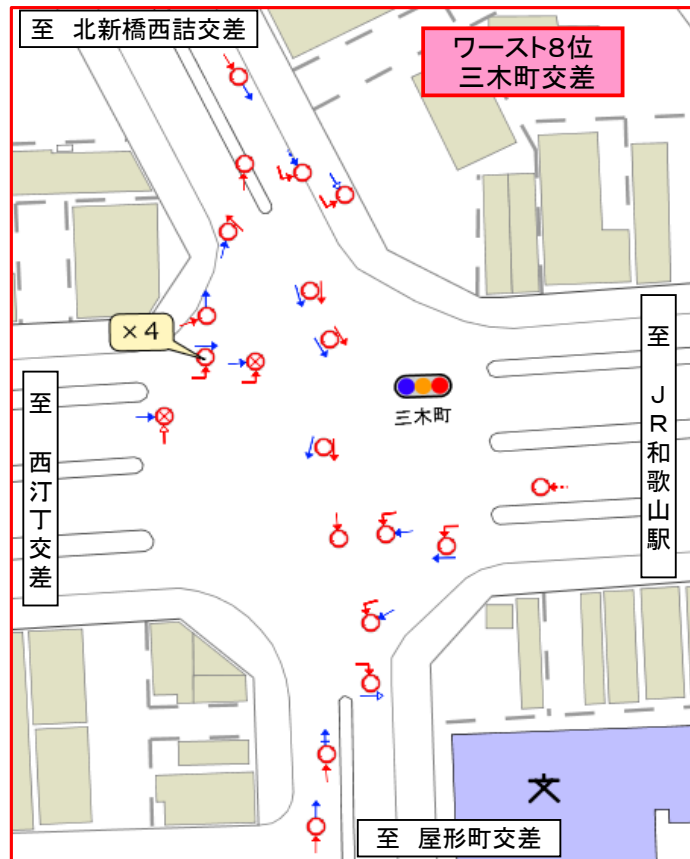 至 北新橋西詰交差
ワースト8位
三木町交差
×4
三木町
至 西汀丁交差
至 JR和歌山駅
文
至 屋形町交差